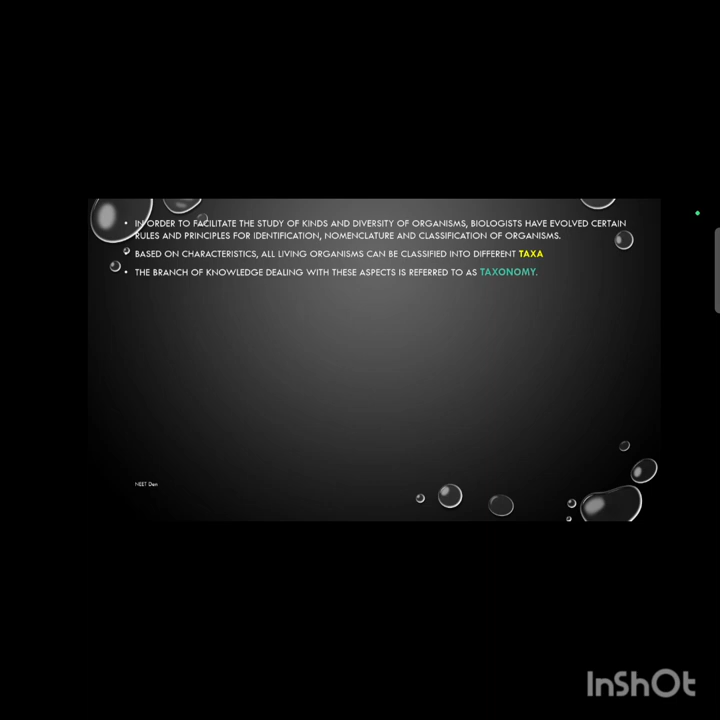 • IN ORDER TO FACILITATE THE STUDY OF KINDS AND DIVERSITY OF ORGANISMS, BIOLOGISTS HAVE EVOLVED CERTAIN
RULES AND PRINCIPLES FOR IDENTIFICATION, NOMENCLATURE AND CLASSIFICATION OF ORGANISMS.
• BASED ON CHARACTERISTICS, ALL LIVING ORGANISMS CAN BE CLASSIFIED INTO DIFFERENT TAXA
• THE BRANCH OF KNOWLEDGE DEALING WITH THESE ASPECTS IS REFERRED TO AS TAXONOMY.
NEET Den
InShOt